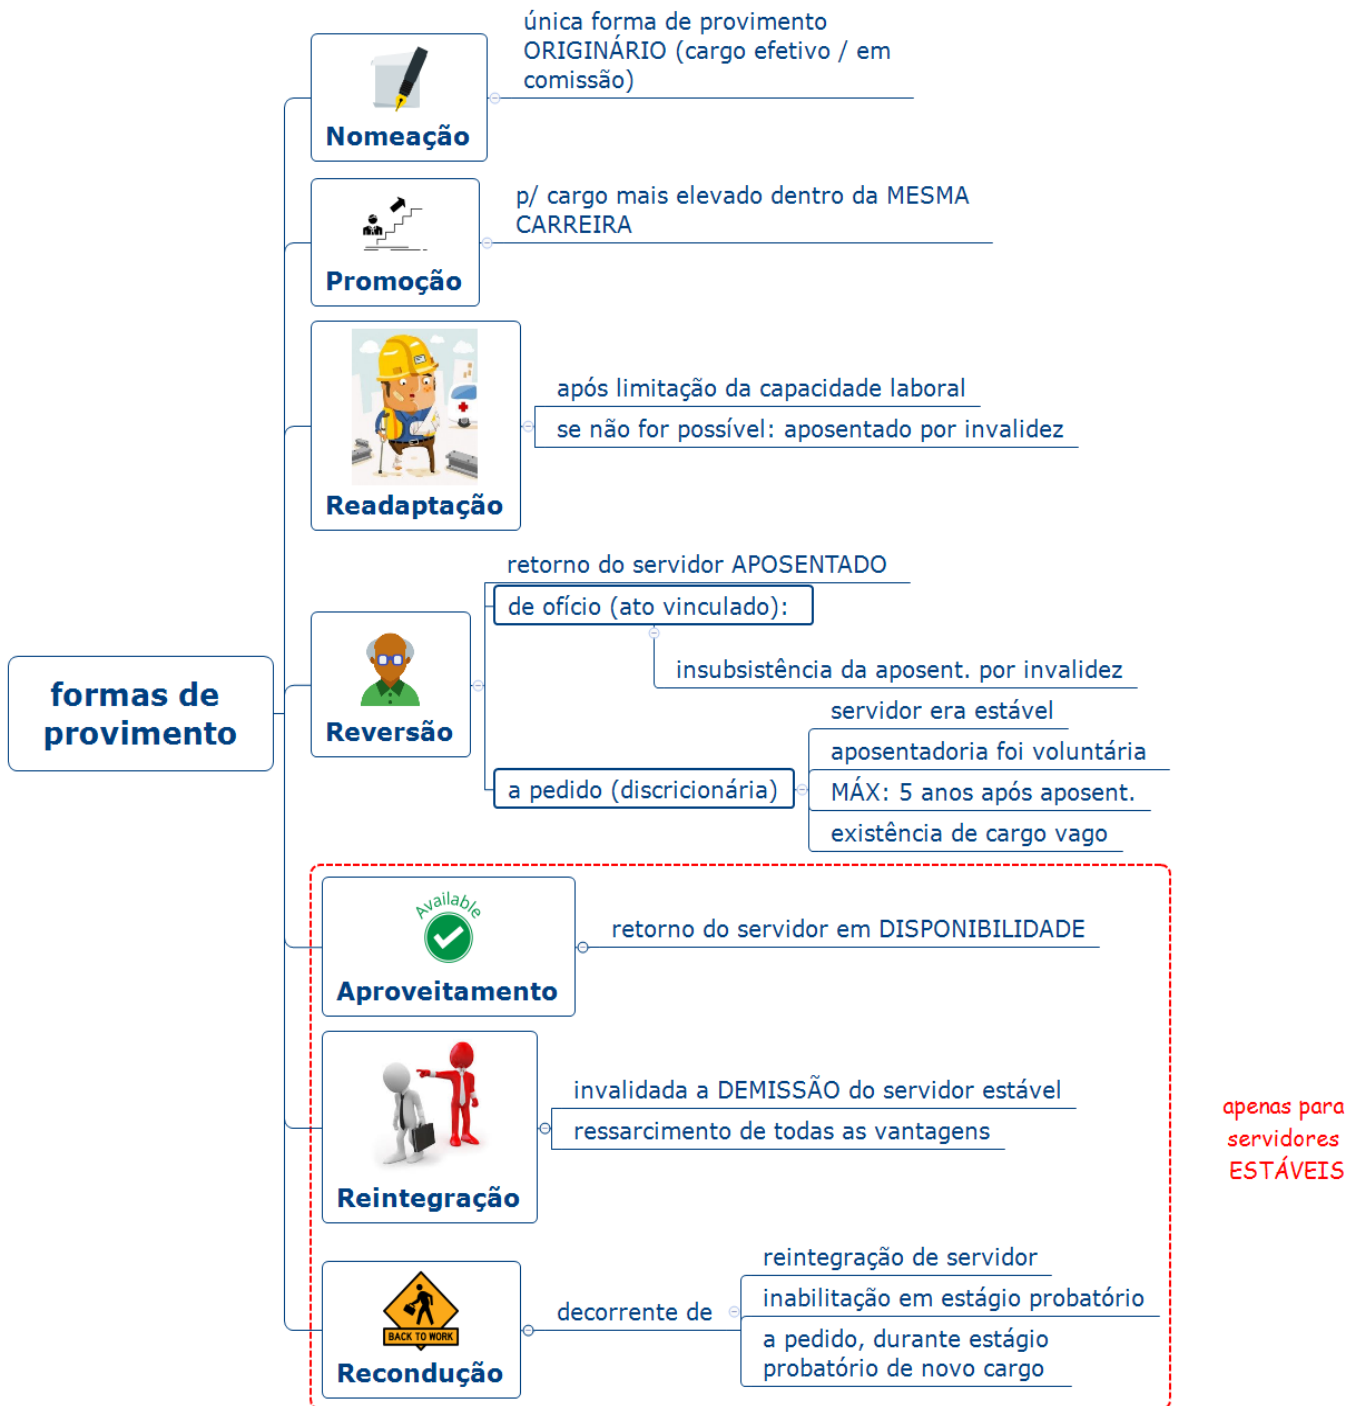 formas de
provimento
Nomeação
única forma de provimento
ORIGINÁRIO (cargo efetivo / em
comissão)
Promoção
p/ cargo mais elevado dentro da MESMA
CARREIRA
Readaptação
após limitação da capacidade laboral
se não for possível: aposentado por invalidez
Reversão
retorno do servidor APOSENTADO
de ofício (ato vinculado):
insubsistência da aposent. por invalidez
a pedido (discricionária)
servidor era estável
aposentadoria foi voluntária
MÁX: 5 anos após aposent.
existência de cargo vago
Available
Aproveitamento
retorno do servidor em DISPONIBILIDADE
Reintegração
invalidada a DEMISSÃO do servidor estável
ressarcimento de todas as vantagens
BACK TO WORK
Recondução
decorrente de
reintegração de servidor
inabilitação em estágio probatório
a pedido, durante estágio
probatório de novo cargo
apenas para
servidores
ESTÁVEIS